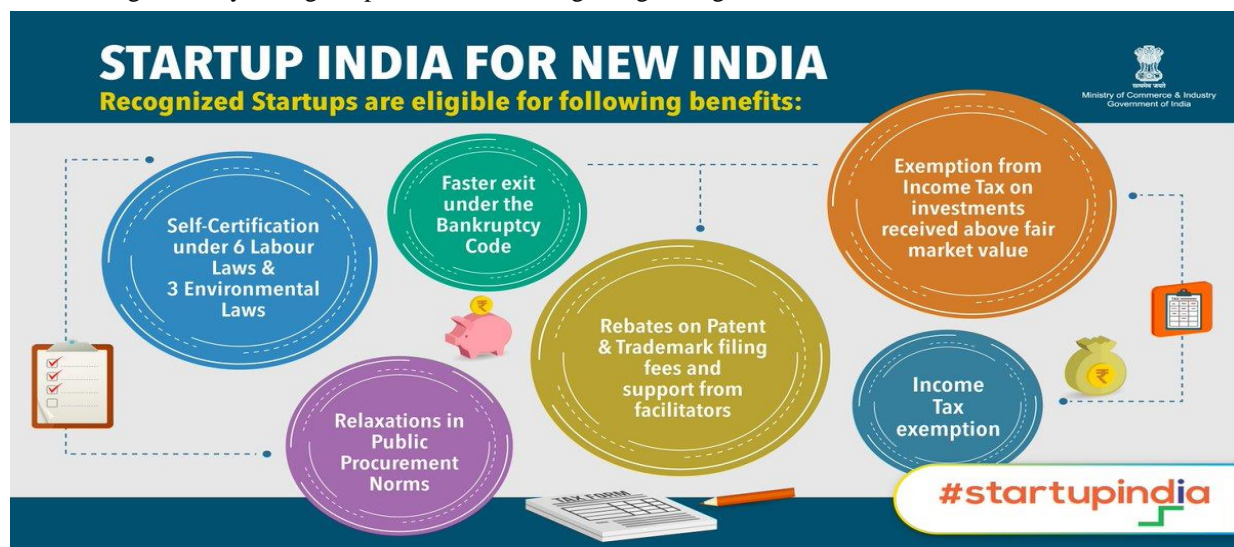 STARTUP INDIA FOR NEW INDIA
Recognized Startups are eligible for following benefits:
सत्यमेव जयते
Ministry of Commerce & Industry
Government of India
Self-Certification
under 6 Labour
Laws &
3 Environmental
Laws
Faster exit
under the
Bankruptcy
Code
Exemption from
Income Tax on
investments
received above fair
market value
Relaxations in
Public
Procurement
Norms
Rebates on Patent
& Trademark filing
fees and
support from
facilitators
Income
Tax
exemption
₹
₹
TAX FORM
#startupindia